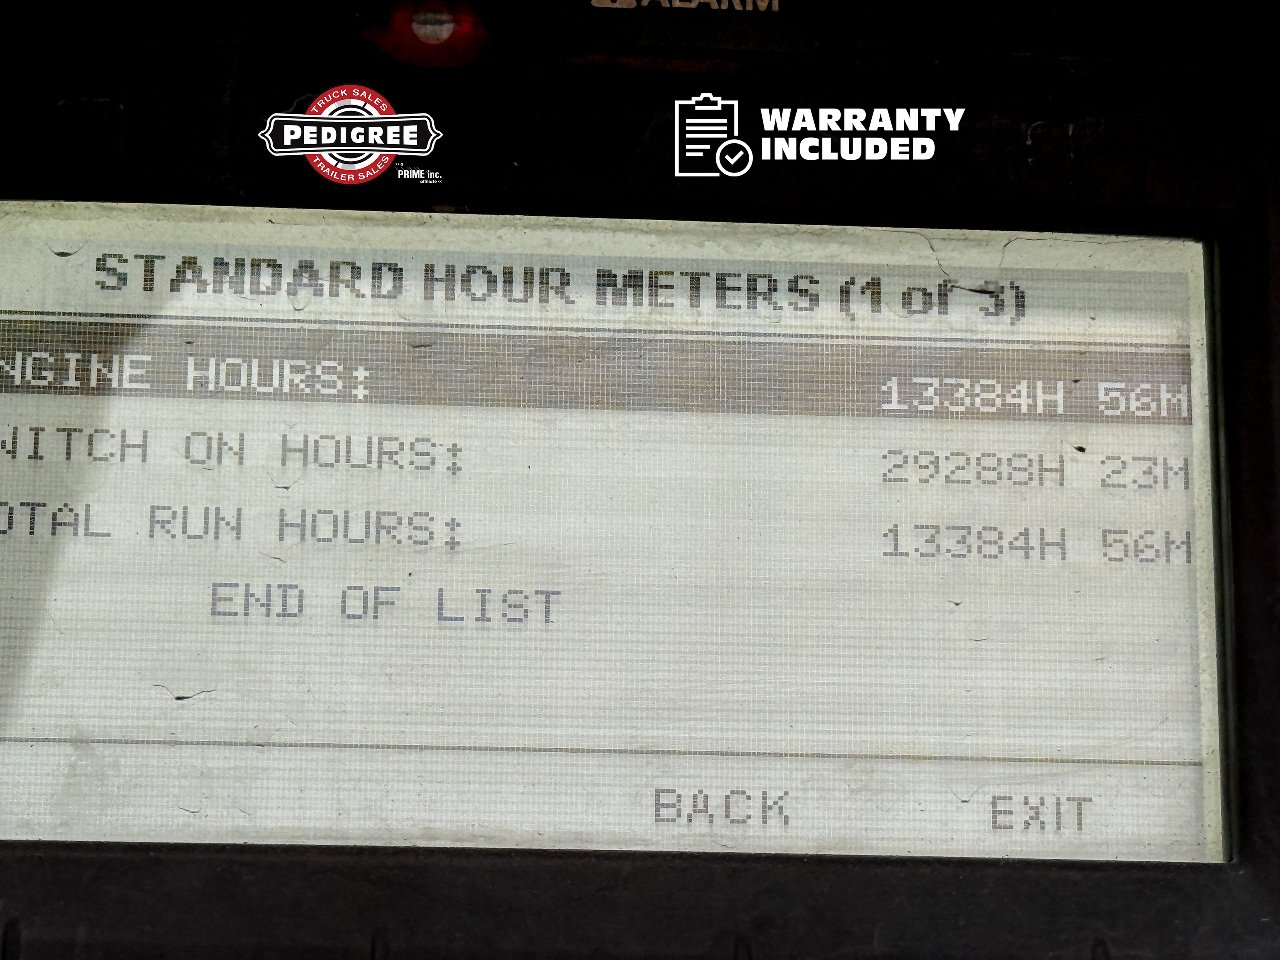 ALARM
TRUCK SALES
PEDIGREE
TRAILER SALES
PRIME inc.
WARRANTY
INCLUDED
STANDARD HOUR METERS (1 of 3)
NGINE HOURS: 13384H 56M
WITCH ON HOURS: 29288H 23M
OTAL RUN HOURS: 13384H 56M
END OF LIST
BACK EXIT